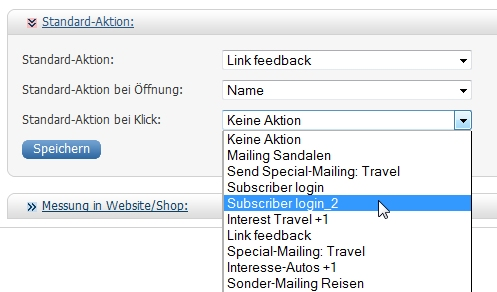 Standard-Aktion:
Standard-Aktion: Link feedback
Standard-Aktion bei Öffnung: Name
Standard-Aktion bei Klick: Keine Aktion
Speichern
Keine Aktion
Mailing Sandalen
Send Special-Mailing: Travel
Subscriber login
Subscriber login_2
Messung in Website/Shop:
Interest Travel +1
Link feedback
Special-Mailing: Travel
Interesse-Autos +1
Sonder-Mailing Reisen